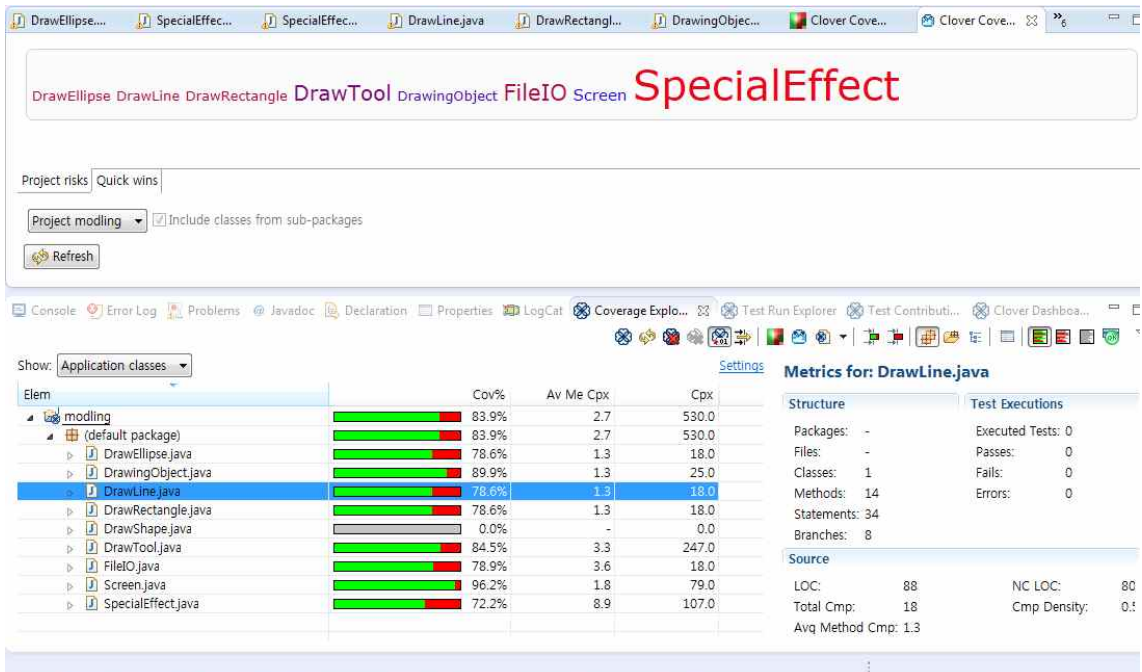 DrawEllipse.... SpecialEffec... SpecialEffec... DrawLine.java DrawRectangl... DrawingObjec... Clover Cove... Clover Cove... »6
DrawEllipse DrawLine DrawRectangle DrawTool DrawingObject FileIO Screen SpecialEffect
Project risks Quick wins
Project modling Include classes from sub-packages
Refresh
Console Error Log Problems @ Javadoc Declaration Properties LogCat Coverage Explo... Test Run Explorer Test Contributi... Clover Dashboa...
Show: Application classes Settings
Elem Cov% Av Me Cpx Cpx
modling 83.9% 2.7 530.0
(default package) 83.9% 2.7 530.0
DrawEllipse.java 78.6% 1.3 18.0
DrawingObject.java 89.9% 1.3 25.0
DrawLine.java 78.6% 1.3 18.0
DrawRectangle.java 78.6% 1.3 18.0
DrawShape.java 0.0% - 0.0
DrawTool.java 84.5% 3.3 247.0
FileIO.java 78.9% 3.6 18.0
Screen.java 96.2% 1.8 79.0
SpecialEffect.java 72.2% 8.9 107.0
Metrics for: DrawLine.java
Structure
Packages: -
Files: -
Classes: 1
Methods: 14
Statements: 34
Branches: 8
Test Executions
Executed Tests: 0
Passes: 0
Fails: 0
Errors: 0
Source
LOC: 88 NC LOC: 80
Total Cmp: 18 Cmp Density:
Avg Method Cmp: 1.3